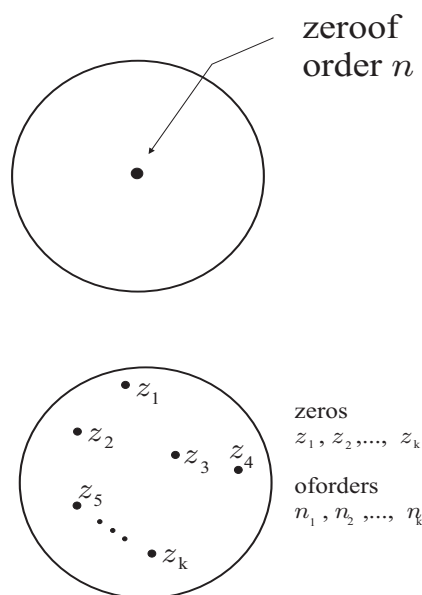 zeroof
order n
z₁
z₂
z₃ z₄
z₅
zₖ
zeros
z₁ , z₂ ,..., zₖ
oforders
n₁ , n₂ ,..., nₖ